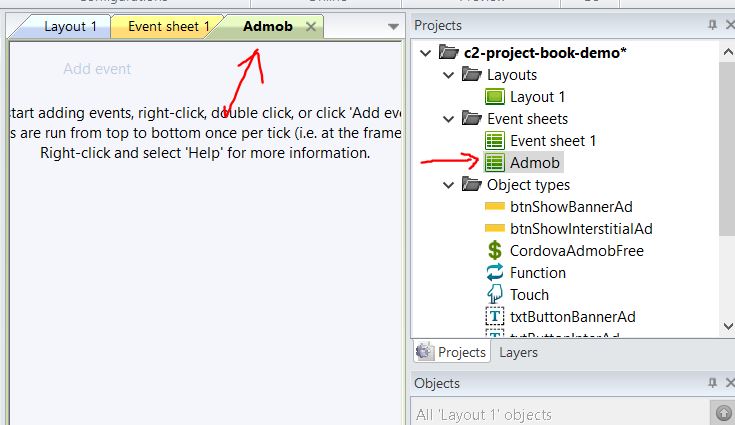 Layout 1
Event sheet 1
Admob
Add event
start adding events, right-click, double click, or click 'Add eve
s are run from top to bottom once per tick (i.e. at the frame
Right-click and select 'Help' for more information.
Projects
c2-project-book-demo*
Layouts
Layout 1
Event sheets
Event sheet 1
Admob
Object types
btnShowBannerAd
btnShowInterstitialAd
CordovaAdmobFree
Function
Touch
txtButtonBannerAd
txtButtonInterAd
Projects
Layers
Objects
All 'Layout 1' objects